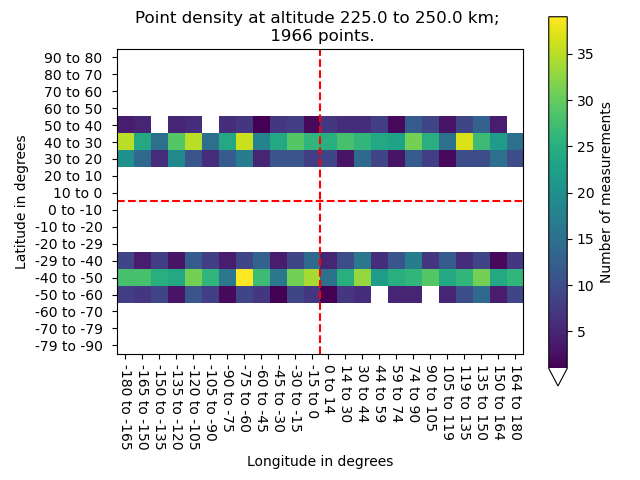 Point density at altitude 225.0 to 250.0 km;
1966 points.
Latitude in degrees
90 to 80
80 to 70
70 to 60
60 to 50
50 to 40
40 to 30
30 to 20
20 to 10
10 to 0
0 to -10
-10 to -20
-20 to -29
-29 to -40
-40 to -50
-50 to -60
-60 to -70
-70 to -79
-79 to -90
-180 to -165
-165 to -150
-150 to -135
-135 to -120
-120 to -105
-105 to -90
-90 to -75
-75 to -60
-60 to -45
-45 to -30
-30 to -15
-15 to 0
0 to 14
14 to 30
30 to 44
44 to 59
59 to 74
74 to 90
90 to 105
105 to 119
119 to 135
135 to 150
150 to 164
164 to 180
Longitude in degrees
35
30
25
20
15
10
5
Number of measurements